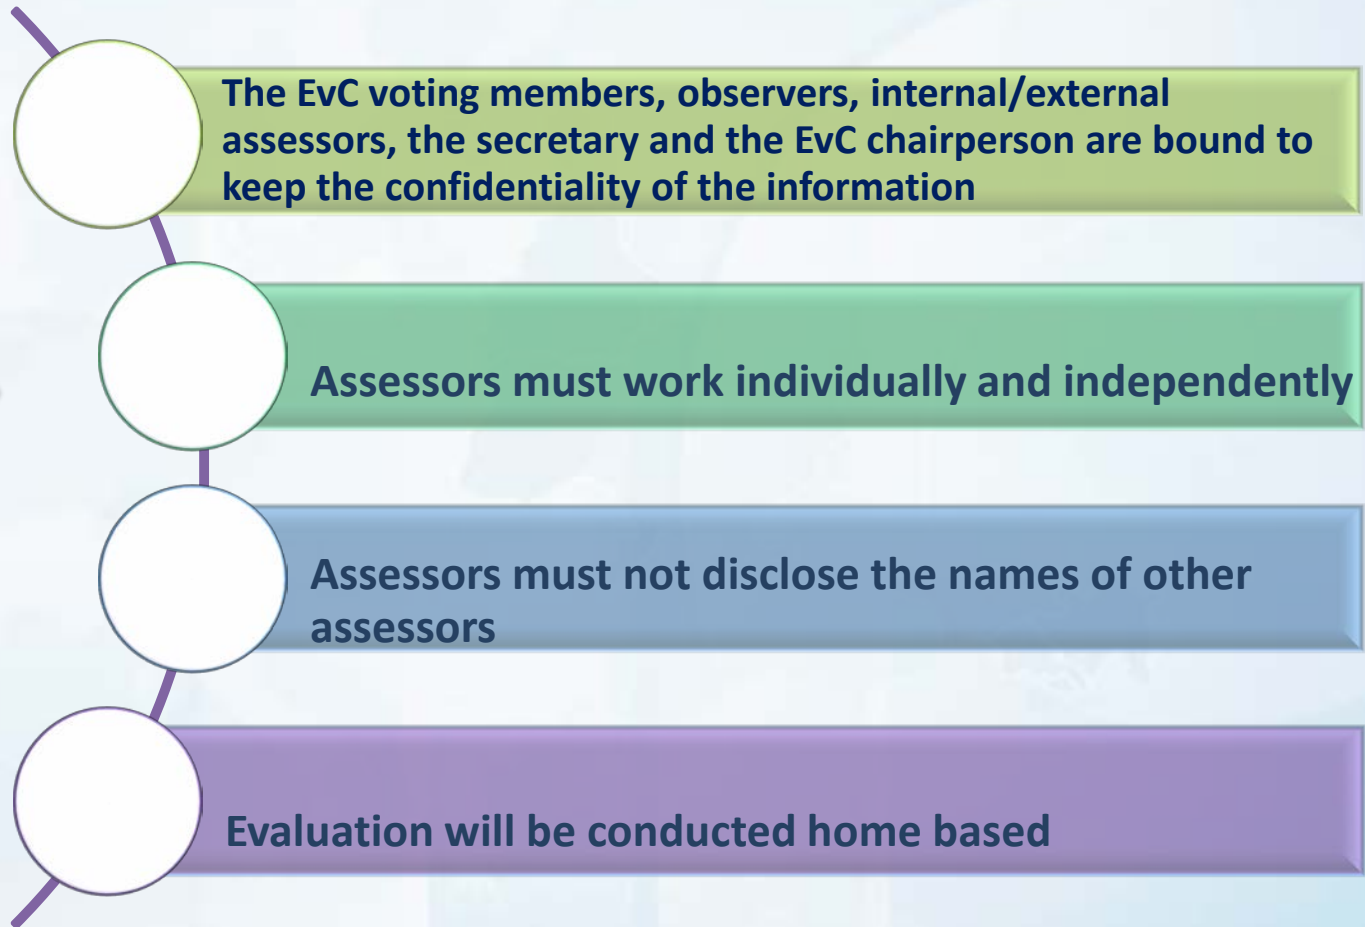 The EvC voting members, observers, internal/external
assessors, the secretary and the EvC chairperson are bound to
keep the confidentiality of the information
Assessors must work individually and independently
Assessors must not disclose the names of other
assessors
Evaluation will be conducted home based